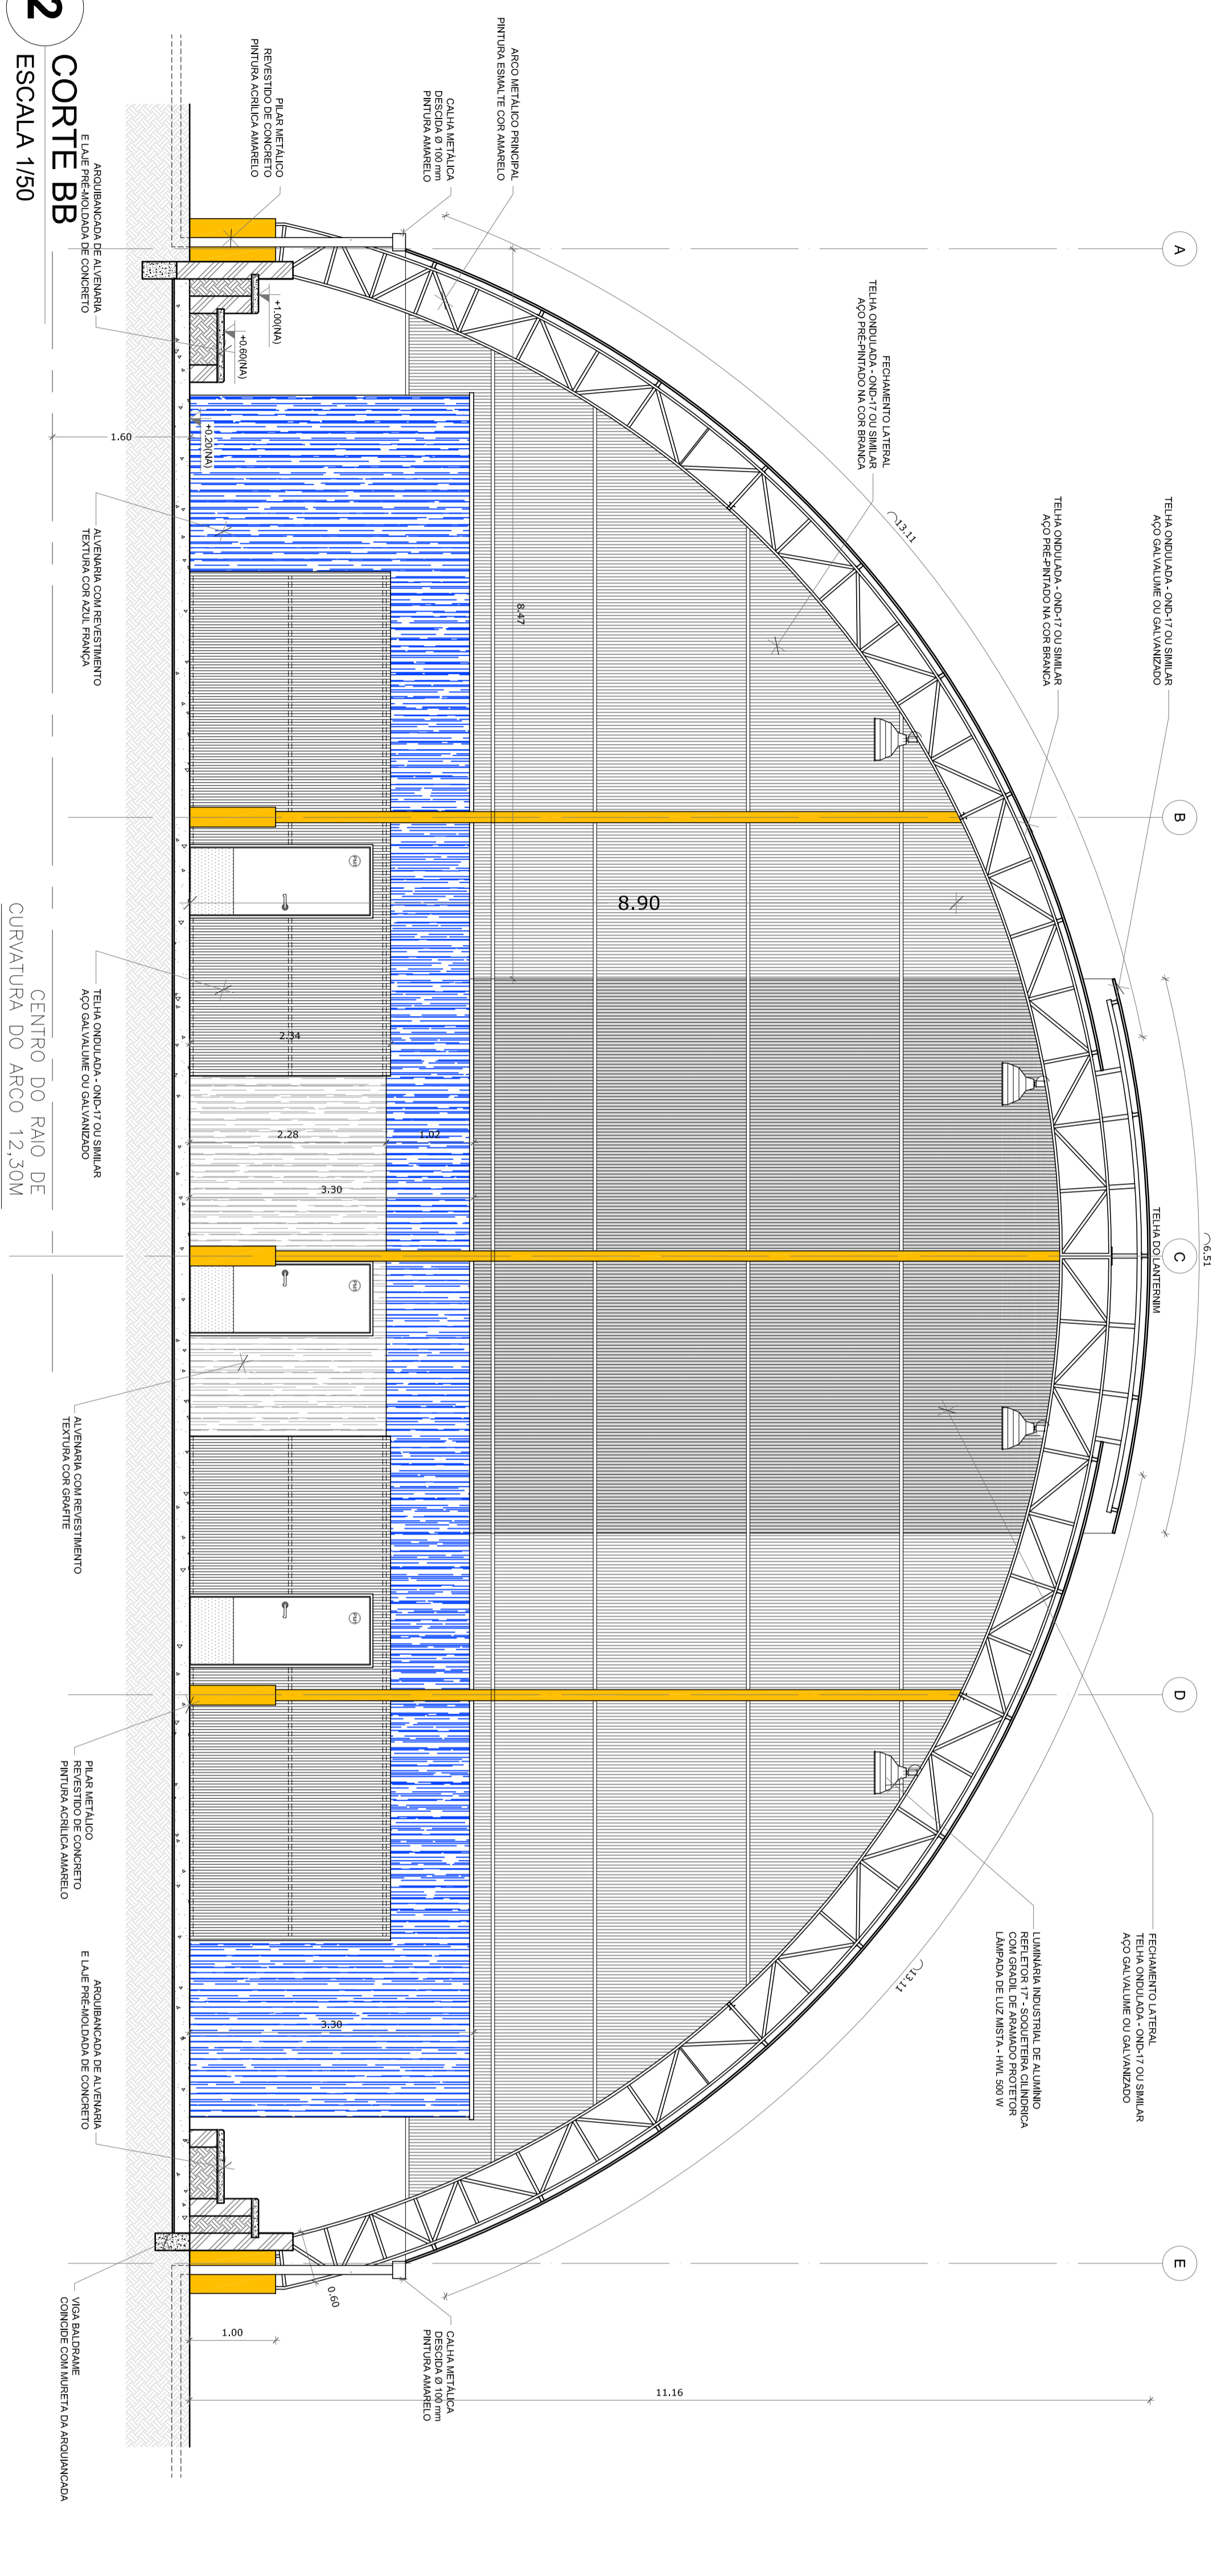 A
B
C
D
E
TELHA ONDULADA - OND-17 OU SIMILAR
AÇO GALVALUME OU GALVANIZADO
TELHA ONDULADA - OND-17 OU SIMILAR
AÇO PRÉ-PINTADO NA COR BRANCA
FECHAMENTO LATERAL
TELHA ONDULADA - OND-17 OU SIMILAR
AÇO PRÉ-PINTADO NA COR BRANCA
ARCO METÁLICO PRINCIPAL
PINTURA ESMALTE COR AMARELO
CALHA METÁLICA
DESCIDA Ø 100 mm
PINTURA AMARELO
PILAR METÁLICO
REVESTIDO DE CONCRETO
PINTURA ACRÍLICA AMARELO
6.51
TELHA DO LANTERNIM
13.11
13.11
8.47
8.90
FECHAMENTO LATERAL
TELHA ONDULADA - OND-17 OU SIMILAR
AÇO GALVALUME OU GALVANIZADO
LUMINÁRIA INDUSTRIAL DE ALUMÍNIO
REFLETOR 17" - SOQUETEIRA CILÍNDRICA
COM GRADIL DE ARAMADO PROTETOR
LÂMPADA DE LUZ MISTA - HWL 500 W
CALHA METÁLICA
DESCIDA Ø 100 mm
PINTURA AMARELO
11.16
1.00
0.60
+1.00(NA)
+0.60(NA)
+0.20(NA)
1.60
2.34
2.28
1.02
3.30
3.30
ARQUIBANCADA DE ALVENARIA
E LAJE PRÉ-MOLDADA DE CONCRETO
ALVENARIA COM REVESTIMENTO
TEXTURA COR AZUL FRANÇA
TELHA ONDULADA - OND-17 OU SIMILAR
AÇO GALVALUME OU GALVANIZADO
ALVENARIA COM REVESTIMENTO
TEXTURA COR GRAFITE
PILAR METÁLICO
REVESTIDO DE CONCRETO
PINTURA ACRÍLICA AMARELO
ARQUIBANCADA DE ALVENARIA
E LAJE PRÉ-MOLDADA DE CONCRETO
VIGA BALDRAME
COINCIDE COM MURETA DA ARQUIANCADA
2
CORTE BB
ESCALA 1/50
CENTRO DO RAIO DE
CURVATURA DO ARCO 12,30M